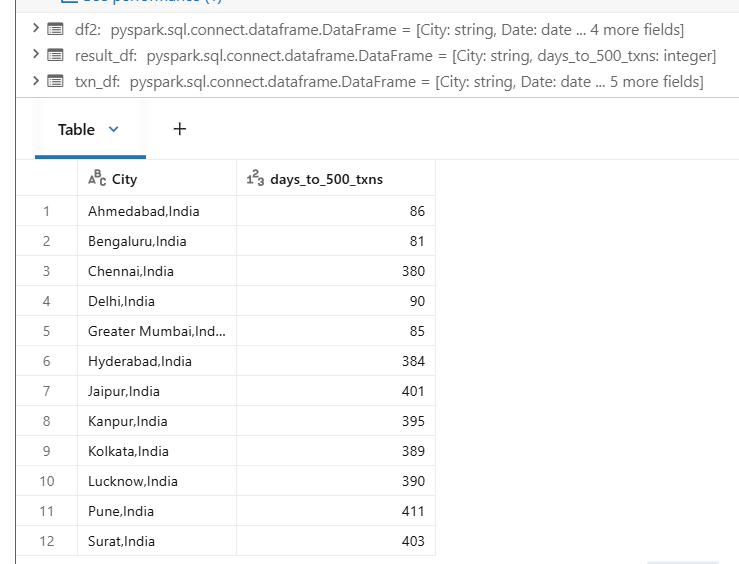 df2: pyspark.sql.connect.dataframe.DataFrame = [City: string, Date: date ... 4 more fields]
result_df: pyspark.sql.connect.dataframe.DataFrame = [City: string, days_to_500_txns: integer]
txn_df: pyspark.sql.connect.dataframe.DataFrame = [City: string, Date: date ... 5 more fields]
Table +
ABC City 123 days_to_500_txns
1 Ahmedabad,India 86
2 Bengaluru,India 81
3 Chennai,India 380
4 Delhi,India 90
5 Greater Mumbai,Ind... 85
6 Hyderabad,India 384
7 Jaipur,India 401
8 Kanpur,India 395
9 Kolkata,India 389
10 Lucknow,India 390
11 Pune,India 411
12 Surat,India 403